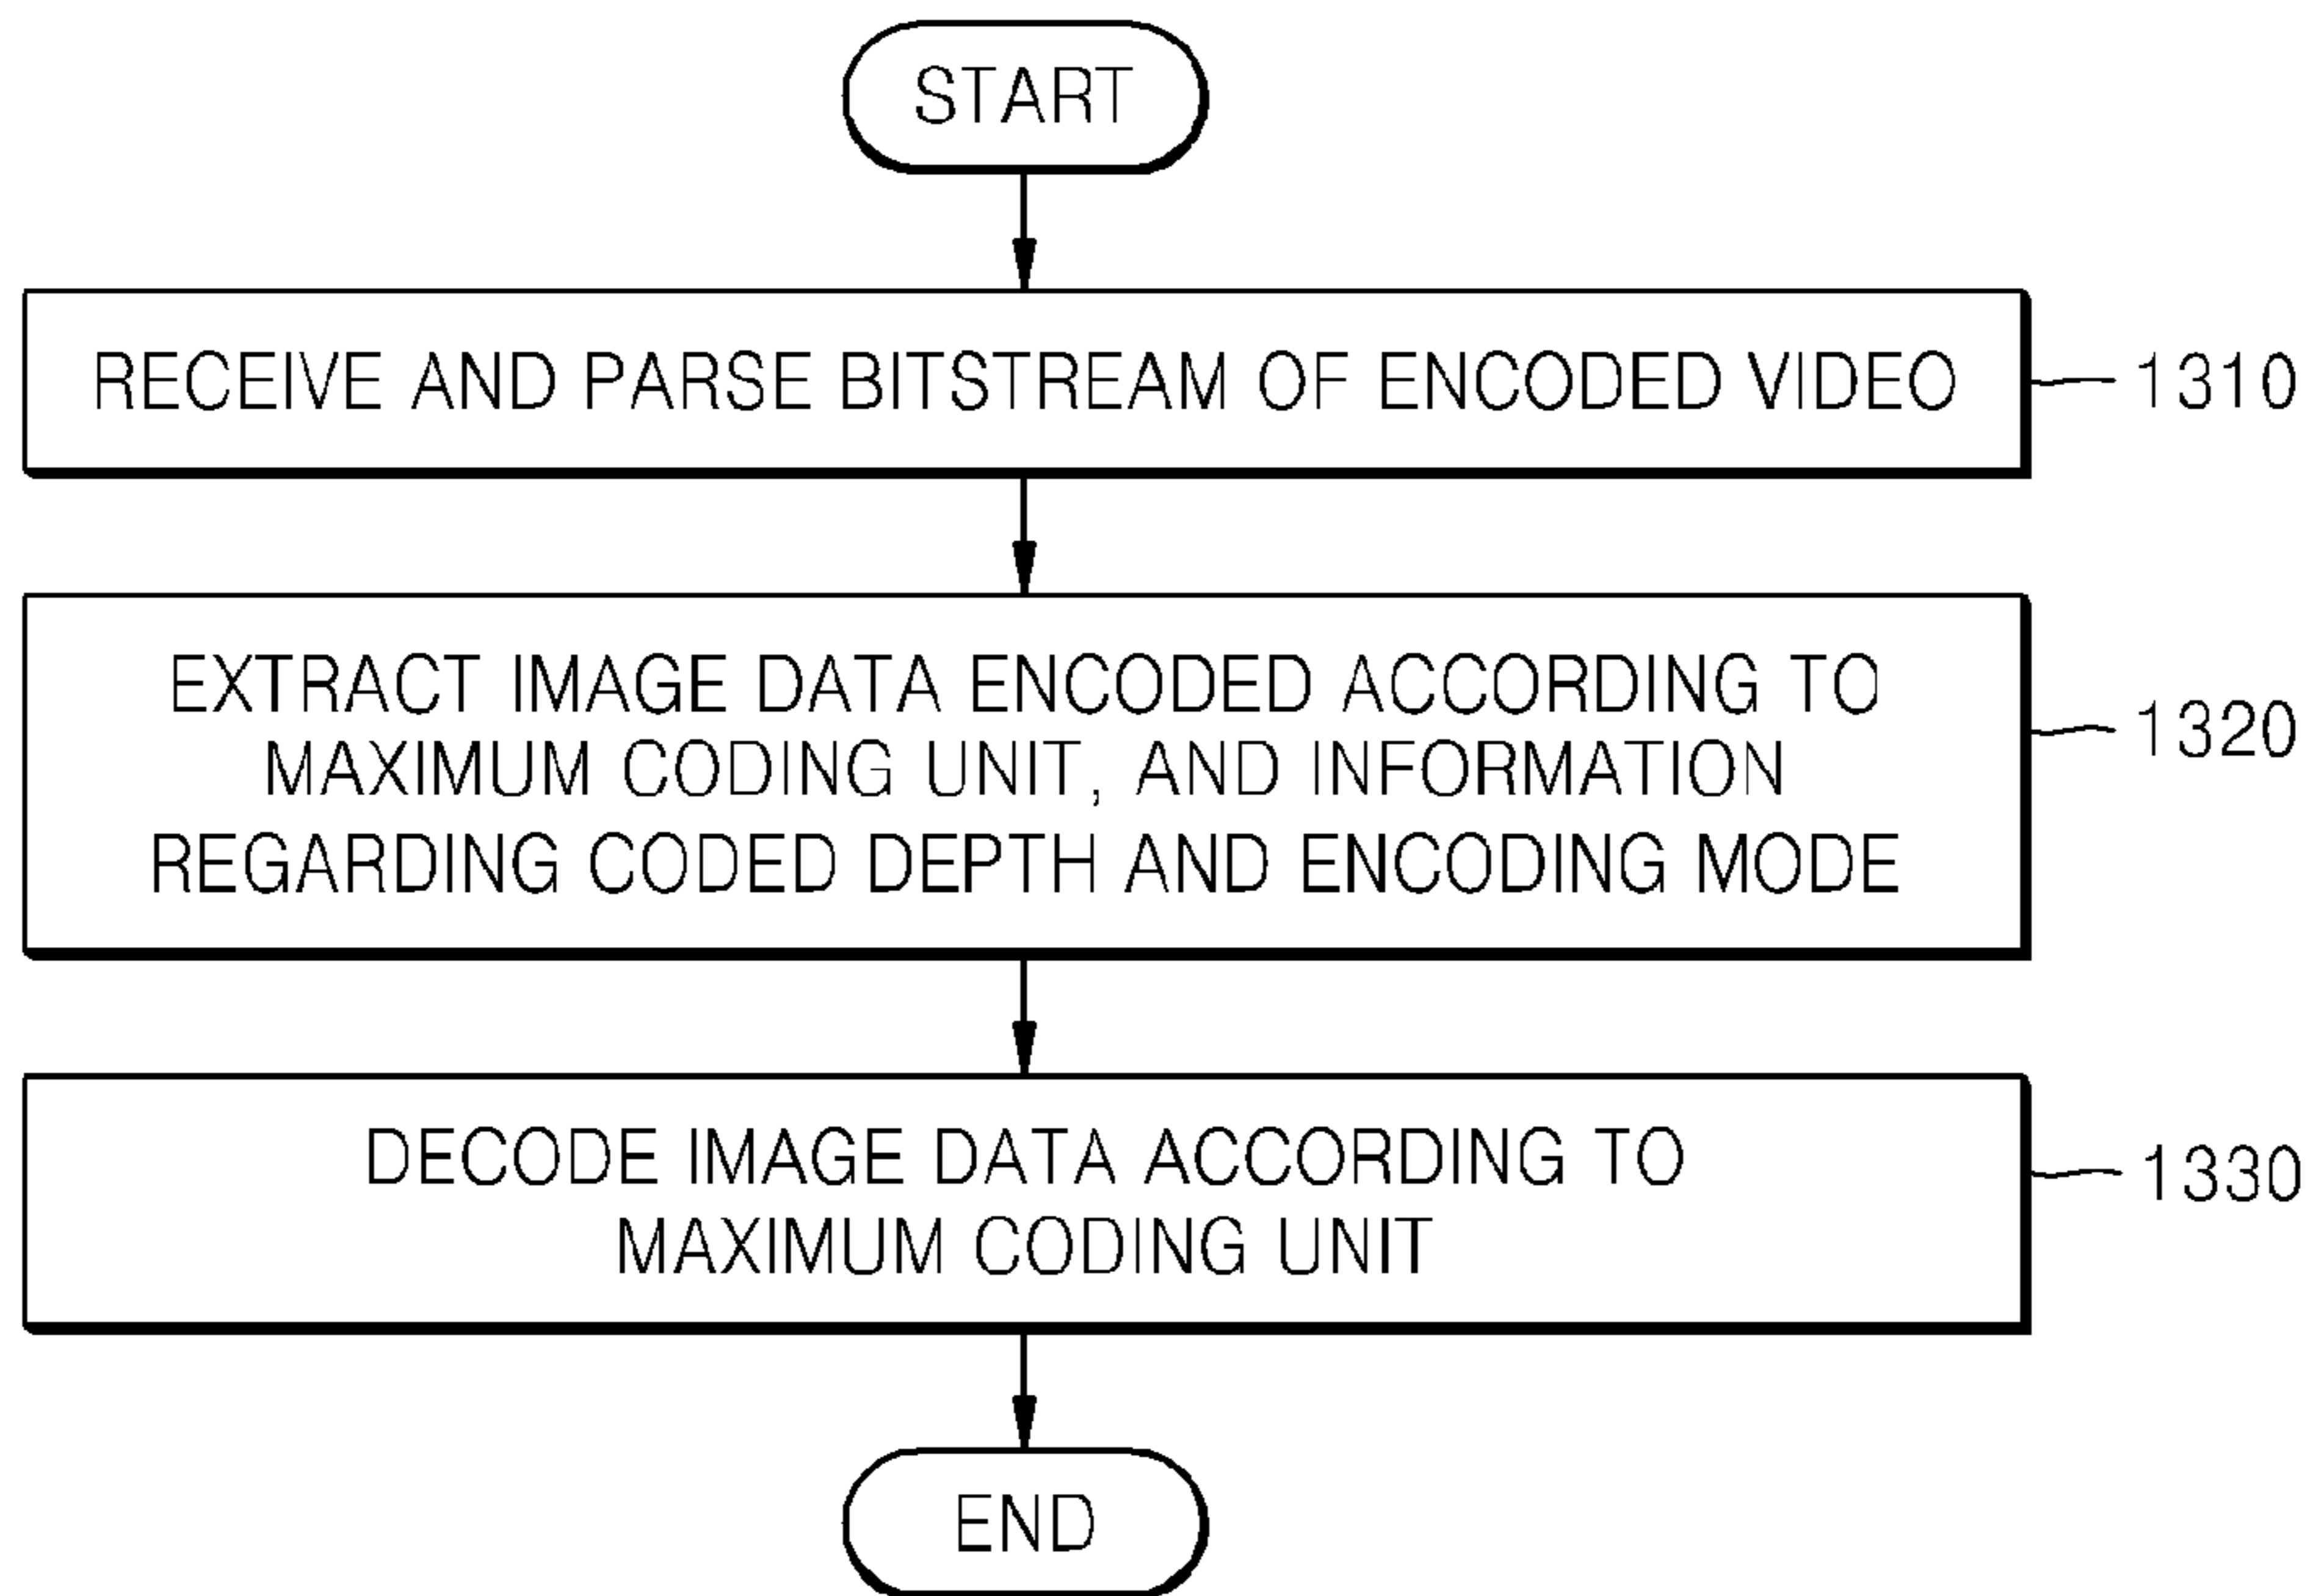 START
RECEIVE AND PARSE BITSTREAM OF ENCODED VIDEO
1310
EXTRACT IMAGE DATA ENCODED ACCORDING TO
MAXIMUM CODING UNIT, AND INFORMATION
REGARDING CODED DEPTH AND ENCODING MODE
1320
DECODE IMAGE DATA ACCORDING TO
MAXIMUM CODING UNIT
1330
END